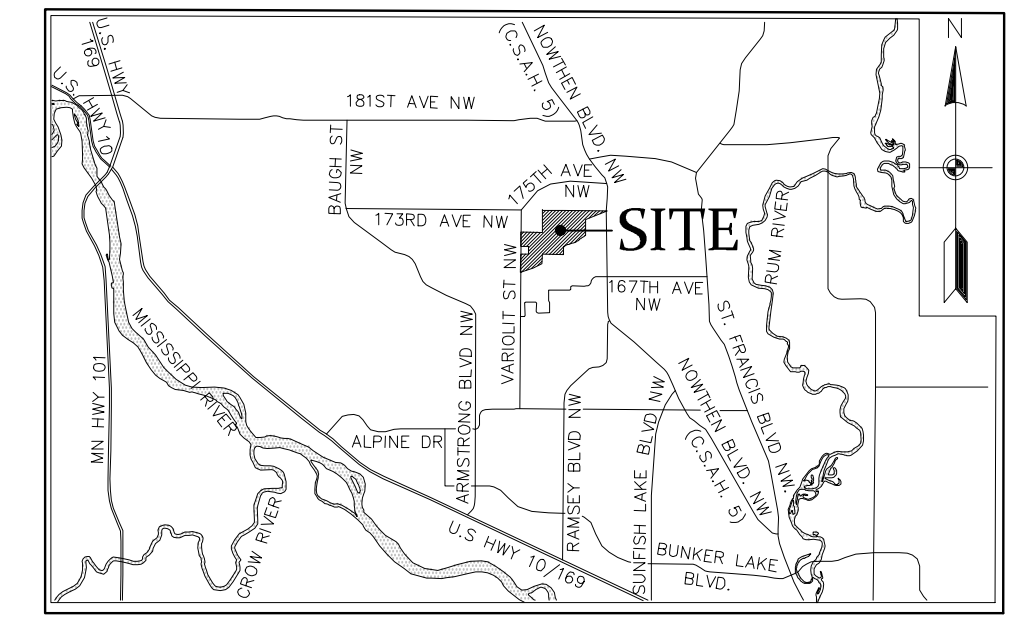 N
U.S. HWY
169
U.S. HWY 10
NOWTHEN BLVD. NW
(C.S.A.H. 5)
181ST AVE NW
BAUGH ST
NW
175TH AVE
NW
173RD AVE NW
SITE
RUM RIVER
VARIOLIT ST NW
167TH AVE
NW
ST. FRANCIS BLVD NW.
MISSISSIPPI RIVER
MN HWY 101
ARMSTRONG BLVD NW
ALPINE DR
RAMSEY BLVD NW
SUNFISH LAKE BLVD NW
NOWTHEN BLVD. NW
(C.S.A.H. 5)
CROW RIVER
U.S HWY 10/169
BUNKER LAKE
BLVD.